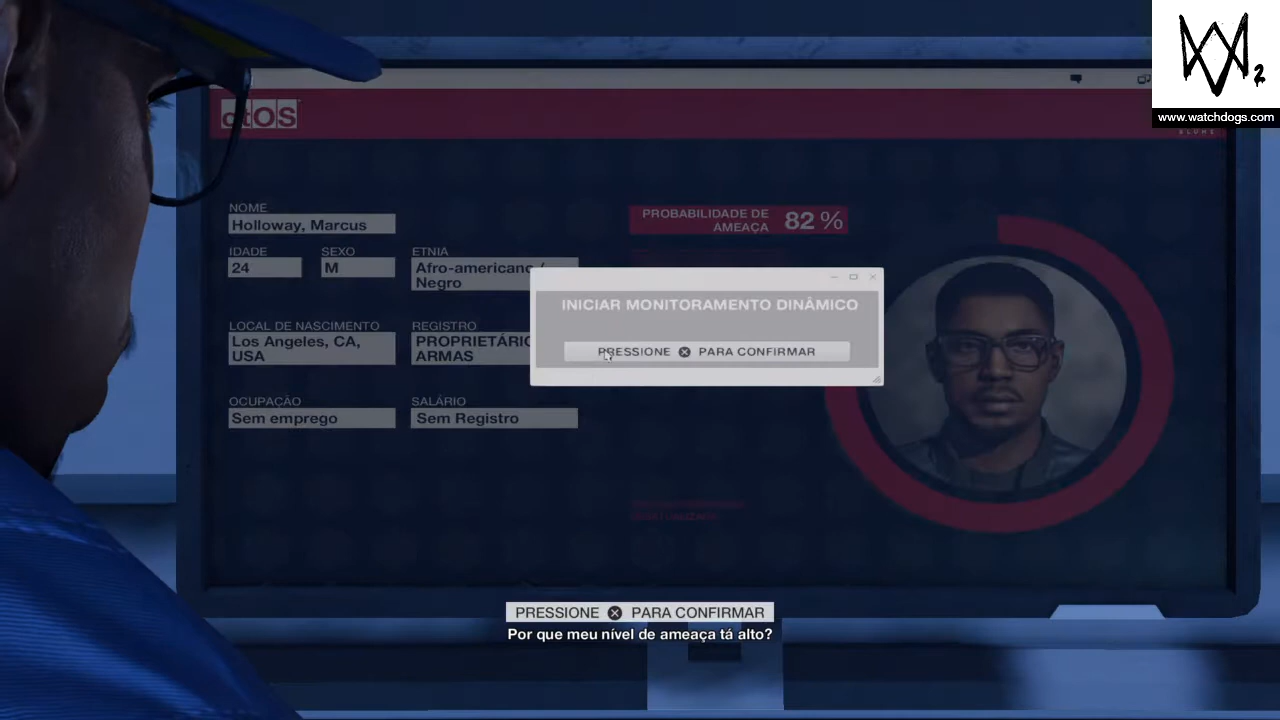 2
www.watchdogs.com
ctOS
BLUME
NOME
Holloway, Marcus
IDADE
SEXO
ETNIA
24
M
Afro-americano /
Negro
LOCAL DE NASCIMENTO
REGISTRO
Los Angeles, CA,
USA
PROPRIETÁRIO
ARMAS
OCUPAÇÃO
SALÁRIO
Sem emprego
Sem Registro
PROBABILIDADE DE
AMEAÇA
82 %
INICIAR MONITORAMENTO DINÂMICO
PRESSIONE PARA CONFIRMAR
PRESSIONE PARA CONFIRMAR
Por que meu nível de ameaça tá alto?